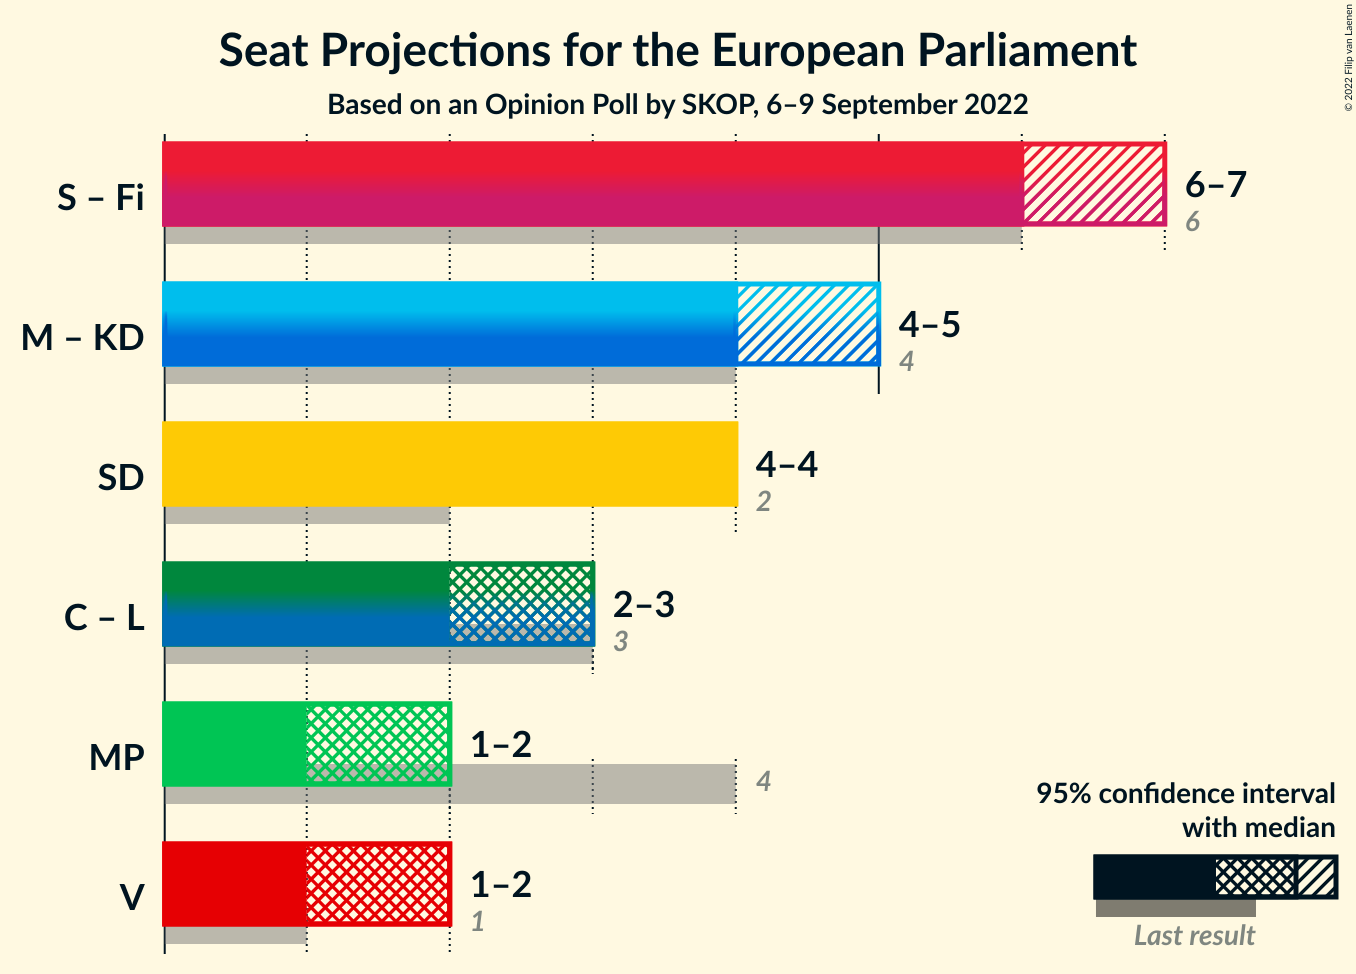 Seat Projections for the European Parliament
Based on an Opinion Poll by SKOP, 6–9 September 2022
© 2022 Filip van Laenen
S – Fi
6–7
6
M – KD
4–5
4
SD
4–4
2
C – L
2–3
3
MP
1–2
4
V
1–2
1
95% confidence interval
with median
Last result